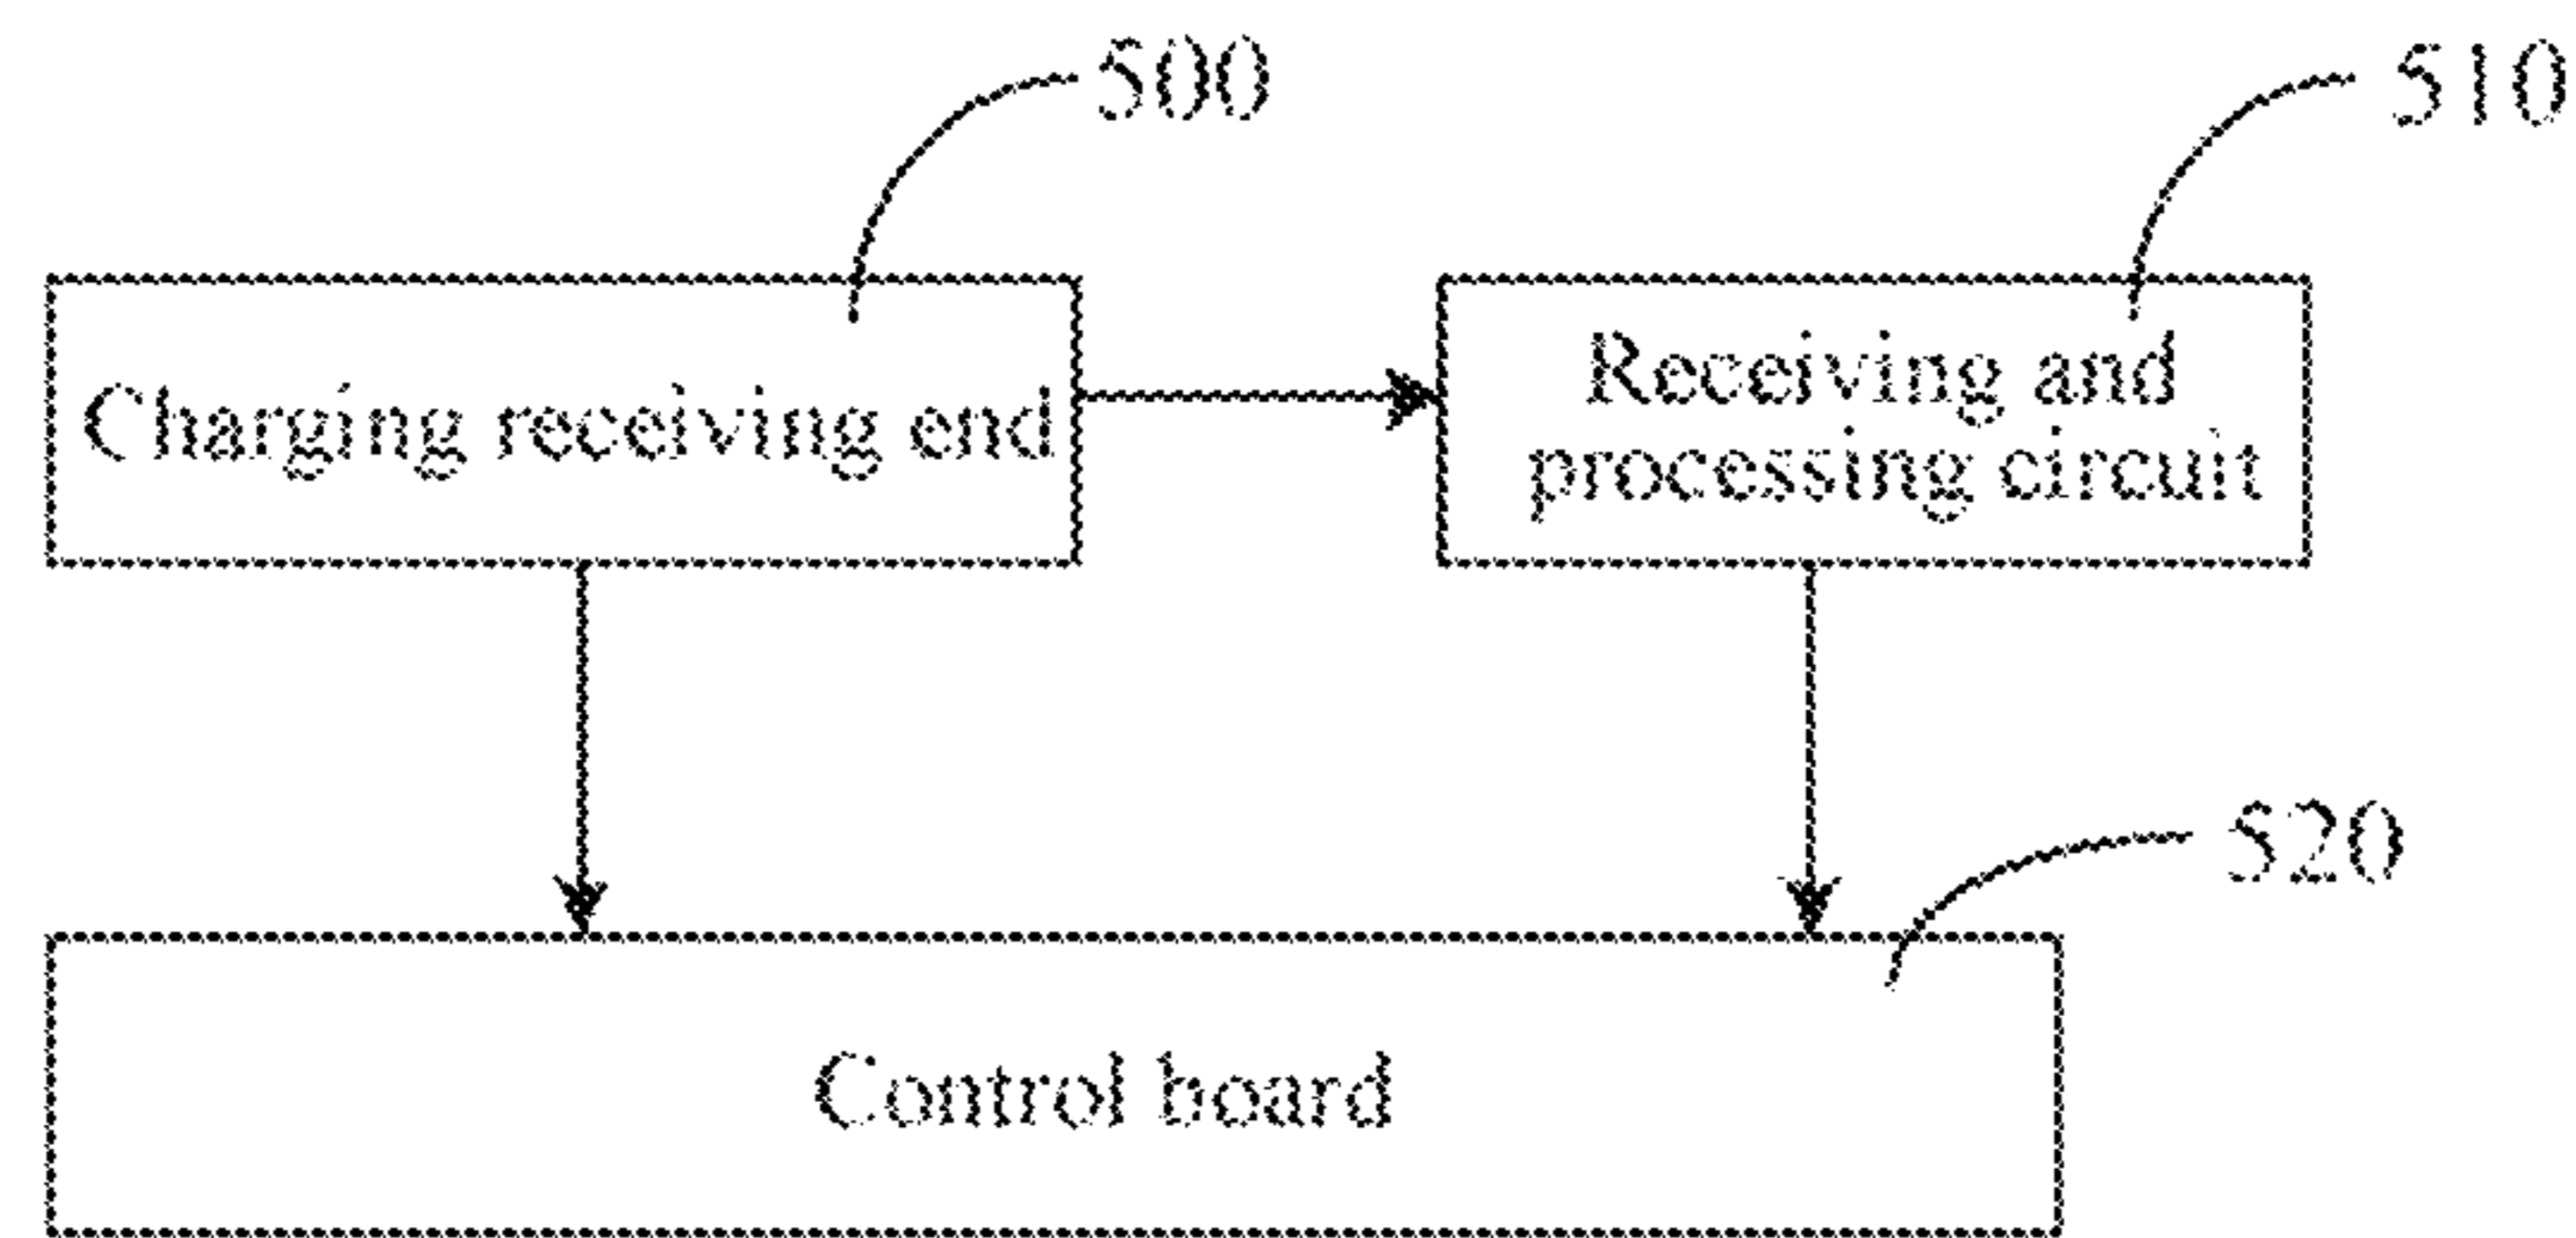 500
510
Charging receiving end
Receiving and
processing circuit
520
Control board